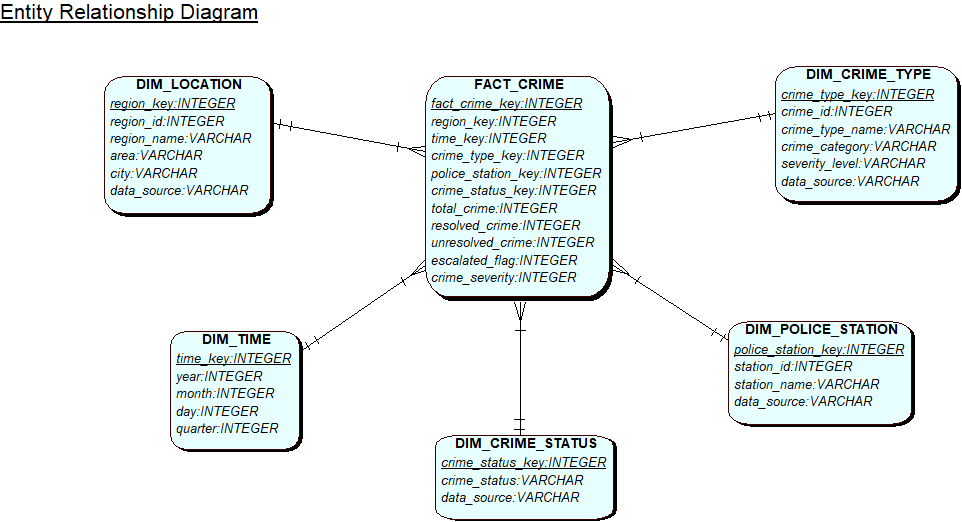 Entity Relationship Diagram
DIM_LOCATION
region_key:INTEGER
region_id:INTEGER
region_name:VARCHAR
area:VARCHAR
city:VARCHAR
data_source:VARCHAR
FACT_CRIME
fact_crime_key:INTEGER
region_key:INTEGER
time_key:INTEGER
crime_type_key:INTEGER
police_station_key:INTEGER
crime_status_key:INTEGER
total_crime:INTEGER
resolved_crime:INTEGER
unresolved_crime:INTEGER
escalated_flag:INTEGER
crime_severity:INTEGER
DIM_CRIME_TYPE
crime_type_key:INTEGER
crime_id:INTEGER
crime_type_name:VARCHAR
crime_category:VARCHAR
severity_level:VARCHAR
data_source:VARCHAR
DIM_TIME
time_key:INTEGER
year:INTEGER
month:INTEGER
day:INTEGER
quarter:INTEGER
DIM_CRIME_STATUS
crime_status_key:INTEGER
crime_status:VARCHAR
data_source:VARCHAR
DIM_POLICE_STATION
police_station_key:INTEGER
station_id:INTEGER
station_name:VARCHAR
data_source:VARCHAR